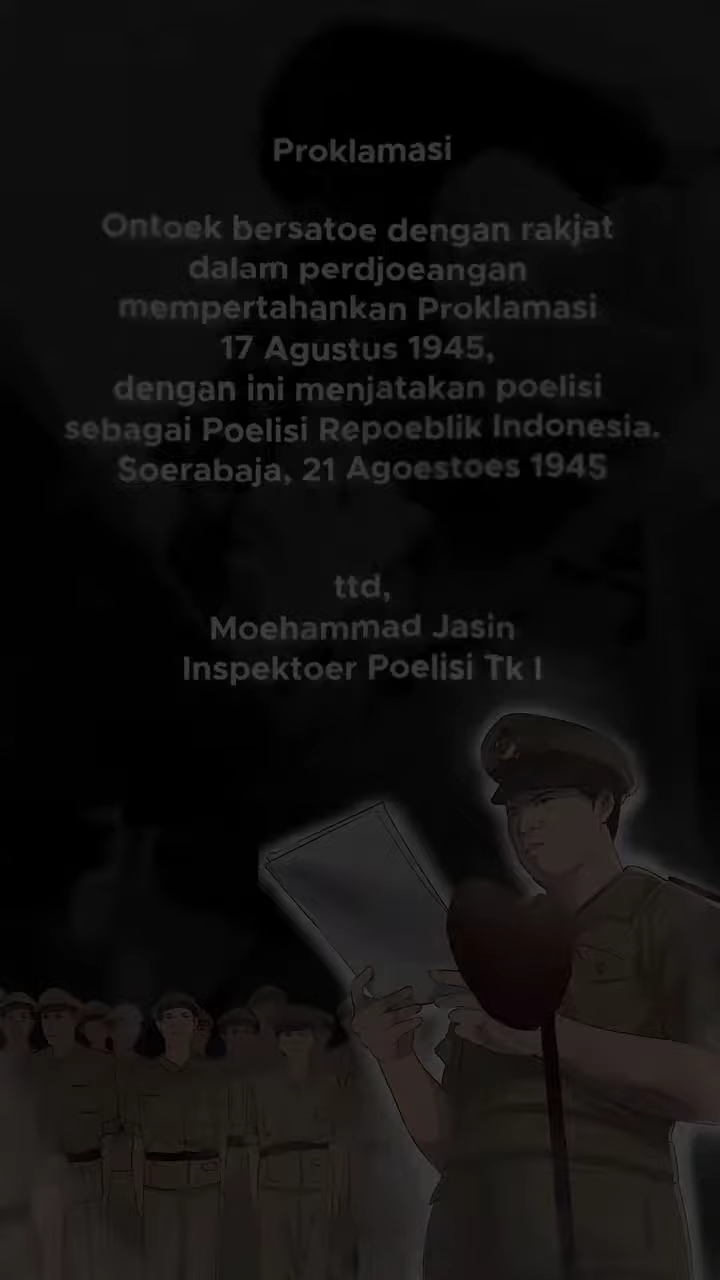 Proklamasi
Ontoek bersatoe dengan rakjat
dalam perdjoeangan
mempertahankan Proklamasi
17 Agustus 1945,
dengan ini menjatakan poelisi
sebagai Poelisi Repoeblik Indonesia.
Soerabaja, 21 Agoestoes 1945
ttd,
Moehammad Jasin
Inspektoer Poelisi Tk I